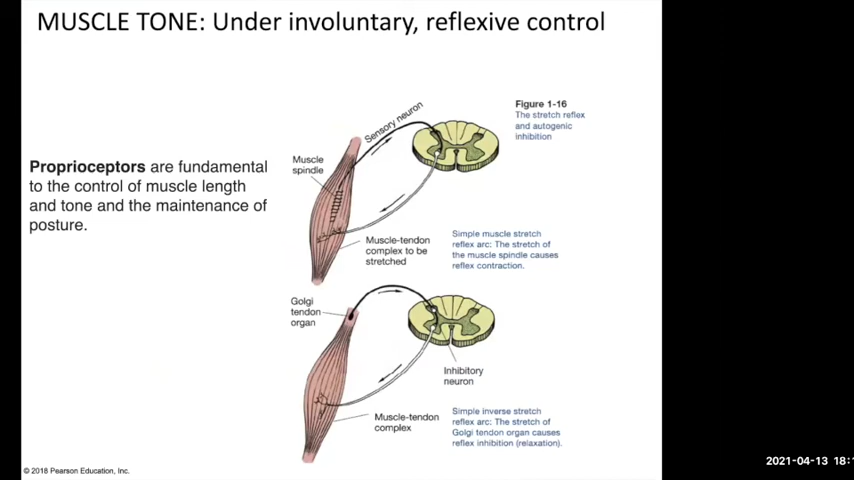 MUSCLE TONE: Under involuntary, reflexive control
Proprioceptors are fundamental
to the control of muscle length
and tone and the maintenance of
posture.
Figure 1-16
The stretch reflex
and autogenic
inhibition
Sensory neuron
Muscle
spindle
Muscle-tendon
complex to be
stretched
Simple muscle stretch
reflex arc: The stretch of
the muscle spindle causes
reflex contraction.
Golgi
tendon
organ
Inhibitory
neuron
Muscle-tendon
complex
Simple inverse stretch
reflex arc: The stretch of
Golgi tendon organ causes
reflex inhibition (relaxation).
© 2018 Pearson Education, Inc.
2021-04-13 18:1